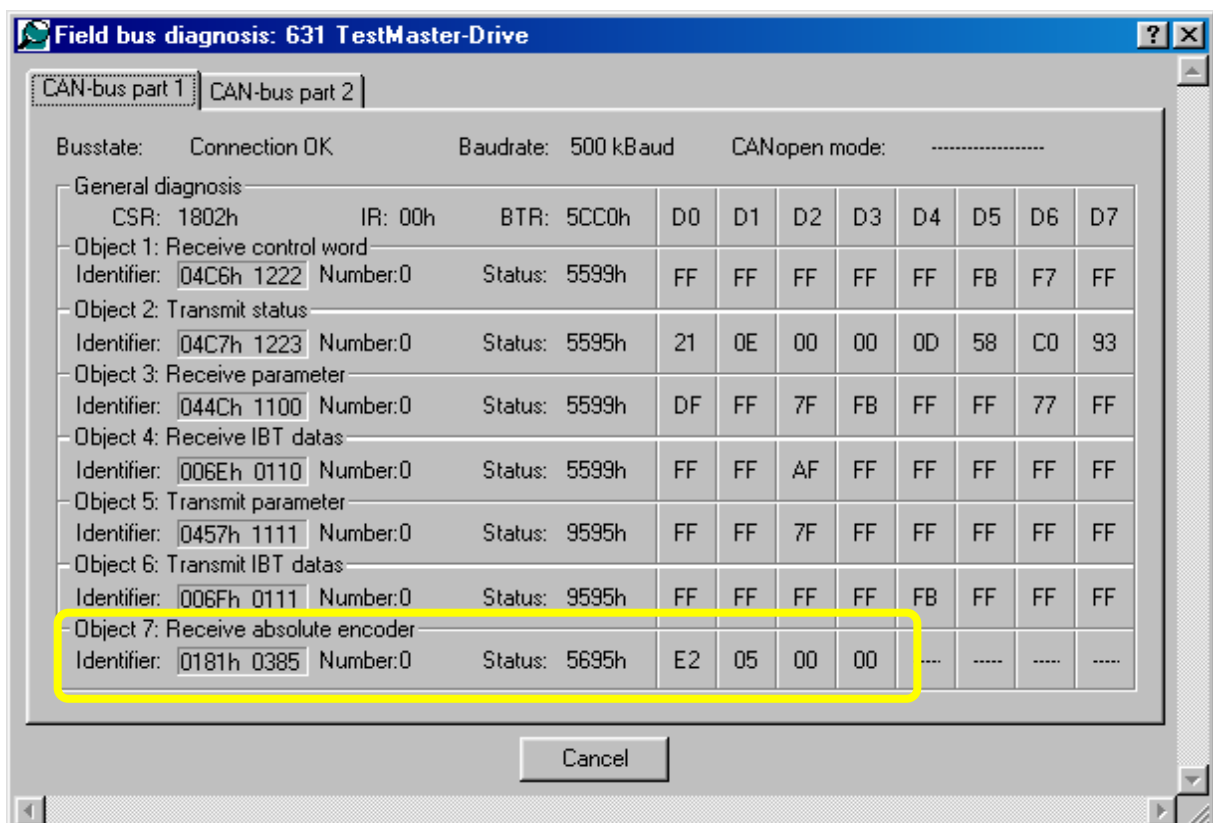 Field bus diagnosis: 631 TestMaster-Drive
CAN-bus part 1 CAN-bus part 2
Busstate: Connection OK Baudrate: 500 kBaud CANopen mode: -------------------
General diagnosis
CSR: 1802h IR: 00h BTR: 5CC0h D0 D1 D2 D3 D4 D5 D6 D7
Object 1: Receive control word
Identifier: 04C6h 1222 Number:0 Status: 5599h FF FF FF FF FF FB F7 FF
Object 2: Transmit status
Identifier: 04C7h 1223 Number:0 Status: 5595h 21 0E 00 00 0D 58 C0 93
Object 3: Receive parameter
Identifier: 044Ch 1100 Number:0 Status: 5599h DF FF 7F FB FF FF 77 FF
Object 4: Receive IBT datas
Identifier: 006Eh 0110 Number:0 Status: 5599h FF FF AF FF FF FF FF FF
Object 5: Transmit parameter
Identifier: 0457h 1111 Number:0 Status: 9595h FF FF 7F FF FF FF FF FF
Object 6: Transmit IBT datas
Identifier: 006Fh 0111 Number:0 Status: 9595h FF FF FF FF FB FF FF FF
Object 7: Receive absolute encoder
Identifier: 0181h 0385 Number:0 Status: 5695h E2 05 00 00 ----- ----- ----- -----
Cancel